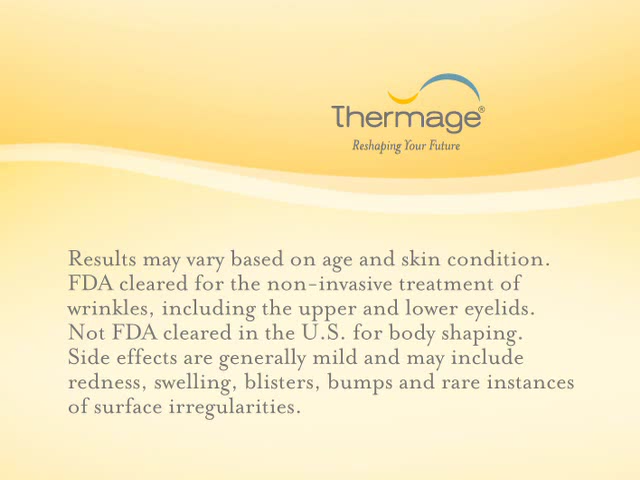 Thermage®
Reshaping Your Future
Results may vary based on age and skin condition.
FDA cleared for the non-invasive treatment of
wrinkles, including the upper and lower eyelids.
Not FDA cleared in the U.S. for body shaping.
Side effects are generally mild and may include
redness, swelling, blisters, bumps and rare instances
of surface irregularities.